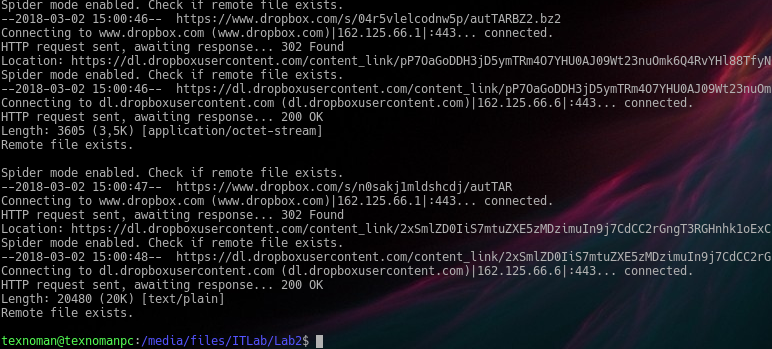 Spider mode enabled. Check if remote file exists.
--2018-03-02 15:00:46--  https://www.dropbox.com/s/04r5vlelcodnw5p/autTARBZ2.bz2
Connecting to www.dropbox.com (www.dropbox.com)|162.125.66.1|:443... connected.
HTTP request sent, awaiting response... 302 Found
Location: https://dl.dropboxusercontent.com/content_link/pP7OaGoDDH3jD5ymTRm4O7YHU0AJ09Wt23nuOmk6Q4RvYHl88TfyN
Spider mode enabled. Check if remote file exists.
--2018-03-02 15:00:46--  https://dl.dropboxusercontent.com/content_link/pP7OaGoDDH3jD5ymTRm4O7YHU0AJ09Wt23nuOm
Connecting to dl.dropboxusercontent.com (dl.dropboxusercontent.com)|162.125.66.6|:443... connected.
HTTP request sent, awaiting response... 200 OK
Length: 3605 (3,5K) [application/octet-stream]
Remote file exists.
Spider mode enabled. Check if remote file exists.
--2018-03-02 15:00:47--  https://www.dropbox.com/s/n0sakj1mldshcdj/autTAR
Connecting to www.dropbox.com (www.dropbox.com)|162.125.66.1|:443... connected.
HTTP request sent, awaiting response... 302 Found
Location: https://dl.dropboxusercontent.com/content_link/2xSmlZD0IiS7mtuZXE5zMDzimuIn9j7CdCC2rGngT3RGHnhk1oExC
Spider mode enabled. Check if remote file exists.
--2018-03-02 15:00:48--  https://dl.dropboxusercontent.com/content_link/2xSmlZD0IiS7mtuZXE5zMDzimuIn9j7CdCC2rG
Connecting to dl.dropboxusercontent.com (dl.dropboxusercontent.com)|162.125.66.6|:443... connected.
HTTP request sent, awaiting response... 200 OK
Length: 20480 (20K) [text/plain]
Remote file exists.
texnoman@texnomanpc:/media/files/ITLab/Lab2$